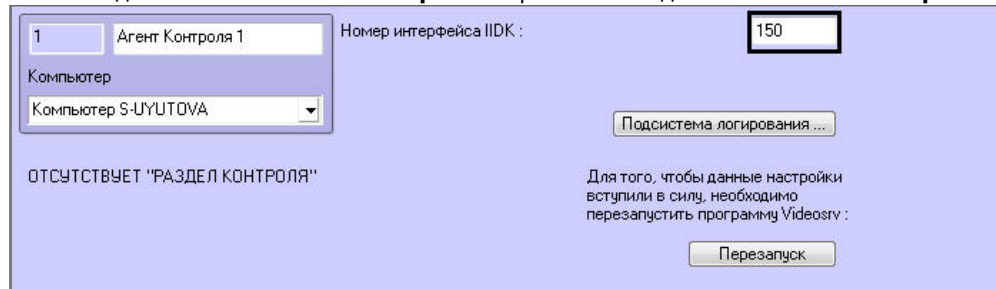 1
Агент Контроля 1
Номер интерфейса IIDK :
150
Компьютер
Компьютер S-UYUTOVA
Подсистема логирования ...
ОТСУТСТВУЕТ "РАЗДЕЛ КОНТРОЛЯ"
Для того, чтобы данные настройки
вступили в силу, необходимо
перезапустить программу Videosrv :
Перезапуск